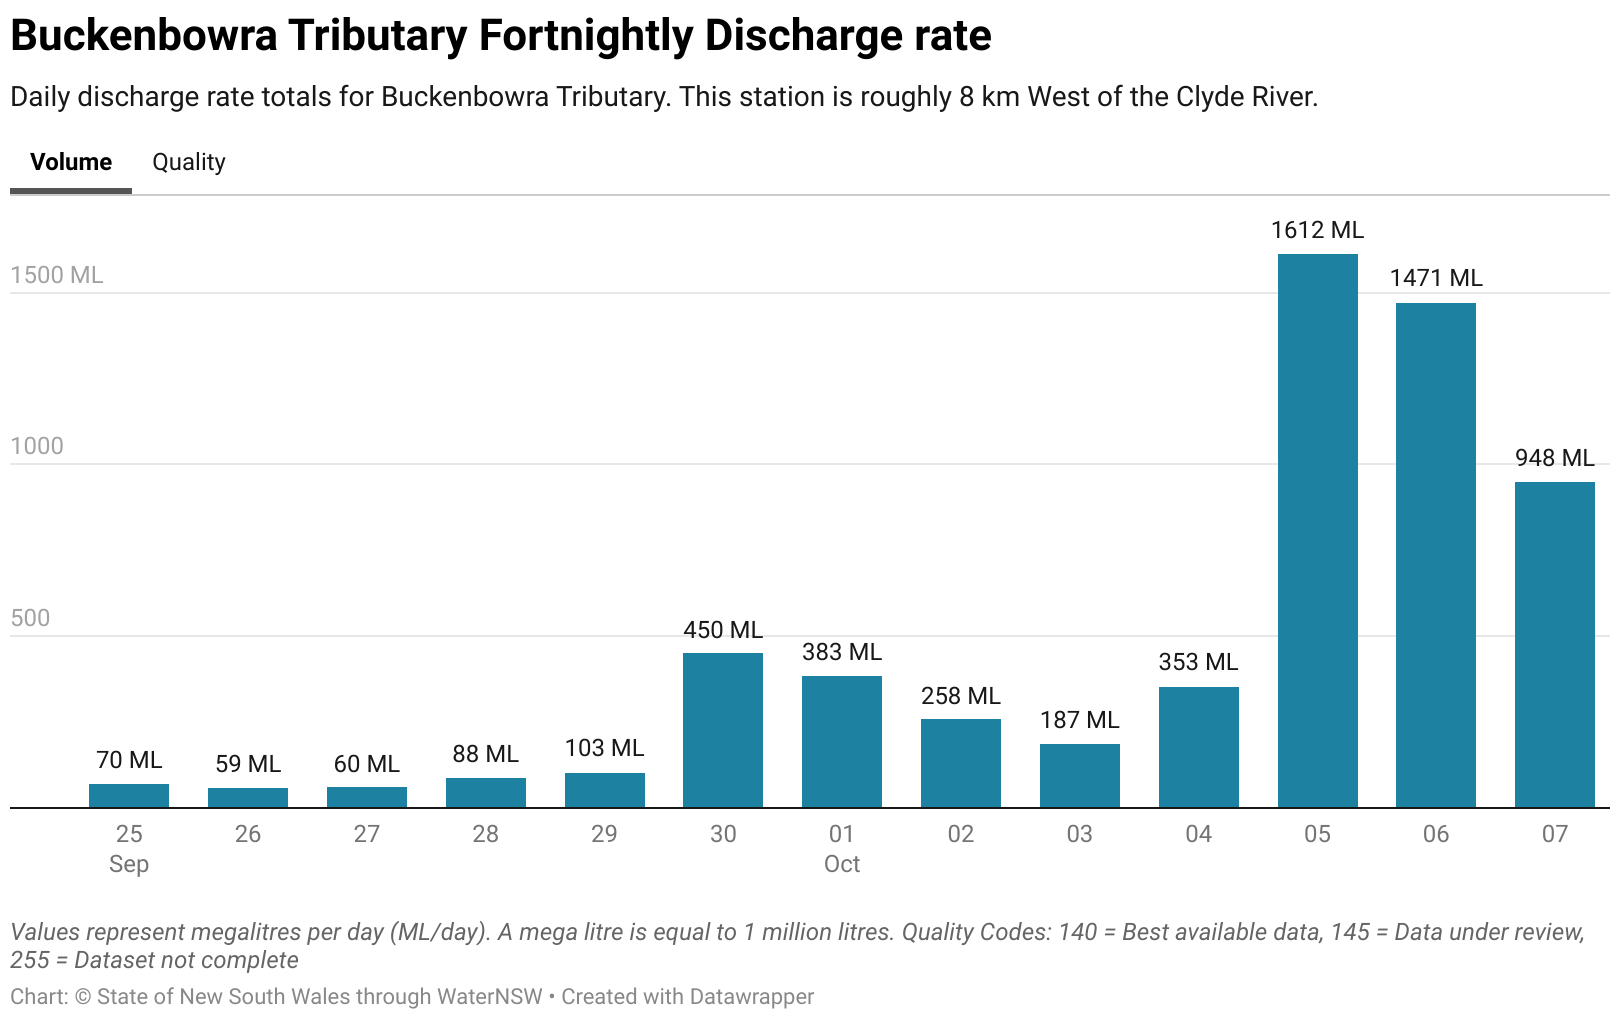 Buckenbowra Tributary Fortnightly Discharge rate
Daily discharge rate totals for Buckenbowra Tributary. This station is roughly 8 km West of the Clyde River.
Volume Quality
1612 ML
1500 ML
1471 ML
1000
948 ML
500
450 ML
383 ML
353 ML
258 ML
187 ML
103 ML
88 ML
70 ML
59 ML
60 ML
25 26 27 28 29 30 01 02 03 04 05 06 07
Sep Oct
Values represent megalitres per day (ML/day). A mega litre is equal to 1 million litres. Quality Codes: 140 = Best available data, 145 = Data under review,
255 = Dataset not complete
Chart: © State of New South Wales through WaterNSW • Created with Datawrapper